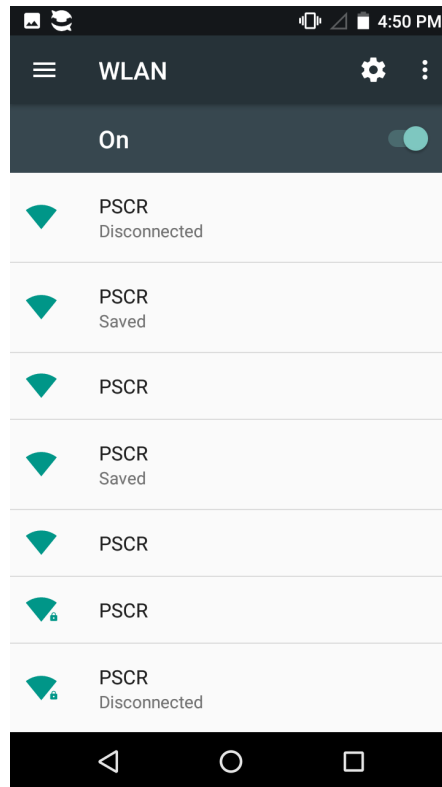 4:50 PM
WLAN
On
PSCR
Disconnected
PSCR
Saved
PSCR
PSCR
Saved
PSCR
PSCR
PSCR
Disconnected